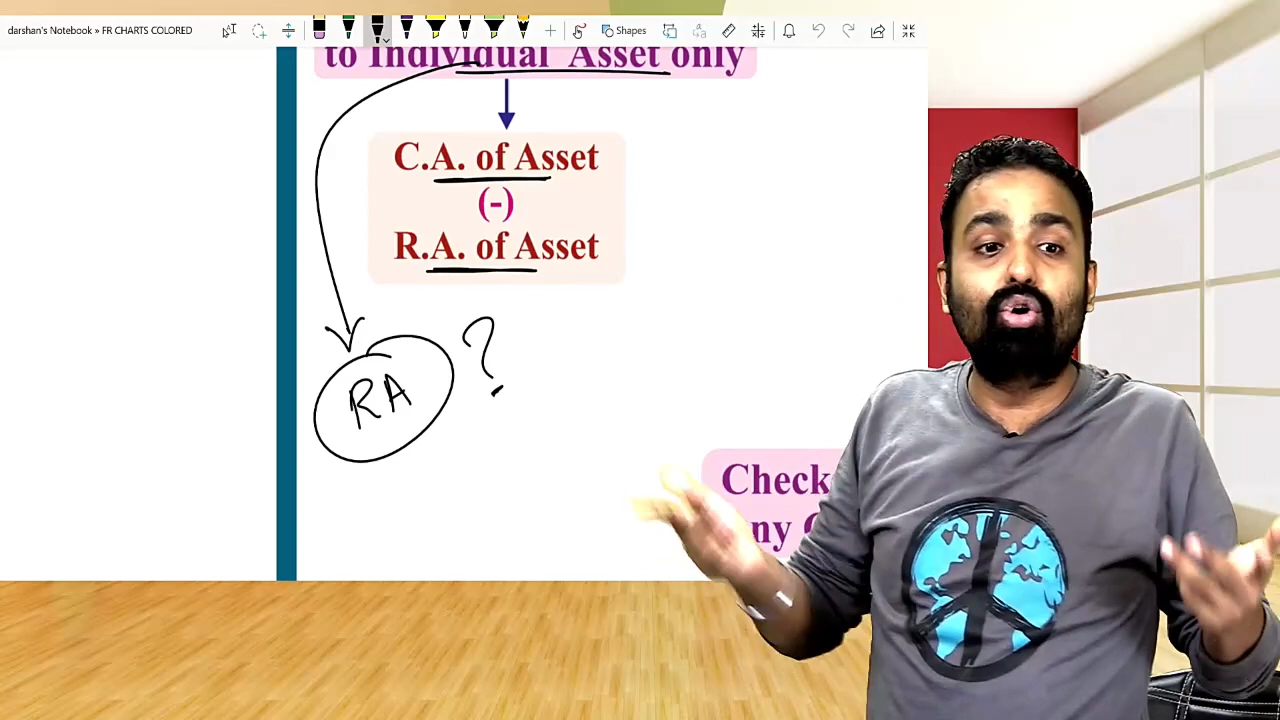 darshan's Notebook » FR CHARTS COLORED
Shapes
to Individual Asset only
C.A. of Asset
(-)
R.A. of Asset
RA ?
Check